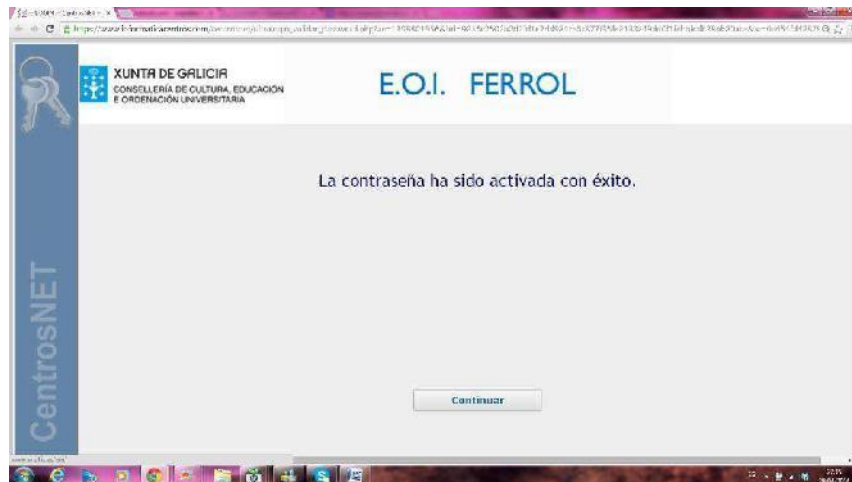 XUNTA DE GALICIA
CONSELLERÍA DE CULTURA, EDUCACIÓN
E ORDENACIÓN UNIVERSITARIA
E.O.I. FERROL
La contraseña ha sido activada con éxito.
CentrosNET
Continuar